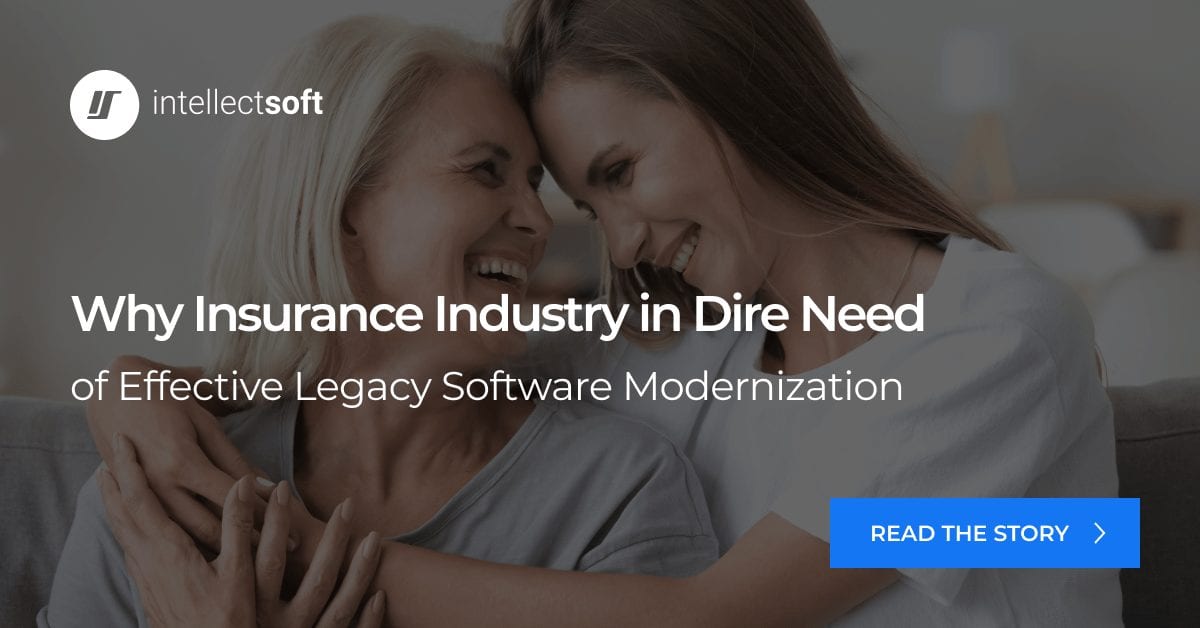 intellectsoft
Why Insurance Industry in Dire Need
of Effective Legacy Software Modernization
READ THE STORY